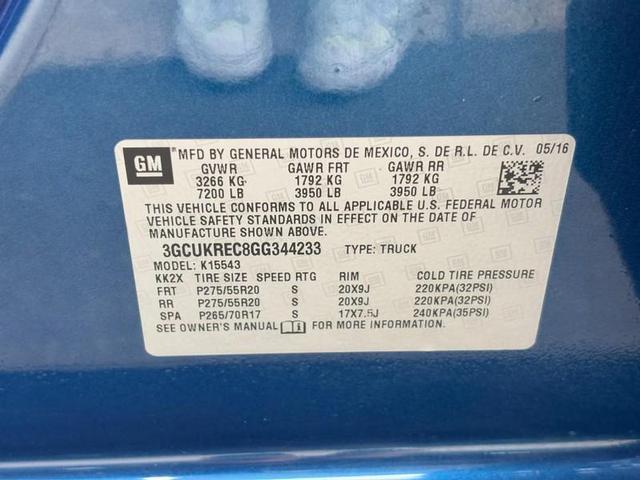 GM MFD BY GENERAL MOTORS DE MEXICO, S. DE R.L. DE C.V. 05/16
GVWR GAWR FRT GAWR RR
3266 KG 1792 KG 1792 KG
7200 LB 3950 LB 3950 LB
THIS VEHICLE CONFORMS TO ALL APPLICABLE U.S. FEDERAL MOTOR
VEHICLE SAFETY STANDARDS IN EFFECT ON THE DATE OF
MANUFACTURE SHOWN ABOVE.
3GCUKREC8GG344233 TYPE: TRUCK
MODEL: K15543
KK2X TIRE SIZE SPEED RTG RIM COLD TIRE PRESSURE
FRT P275/55R20 S 20X9J 220KPA(32PSI)
RR P275/55R20 S 20X9J 220KPA(32PSI)
SPA P265/70R17 S 17X7.5J 240KPA(35PSI)
SEE OWNER'S MANUAL FOR MORE INFORMATION.